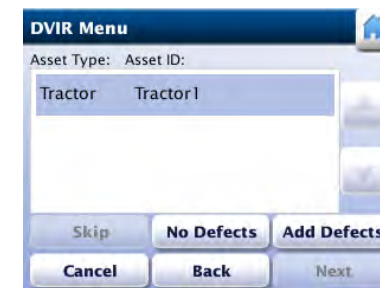 DVIR Menu
Asset Type: Asset ID:
Tractor Tractor1
Skip No Defects Add Defects
Cancel Back Next